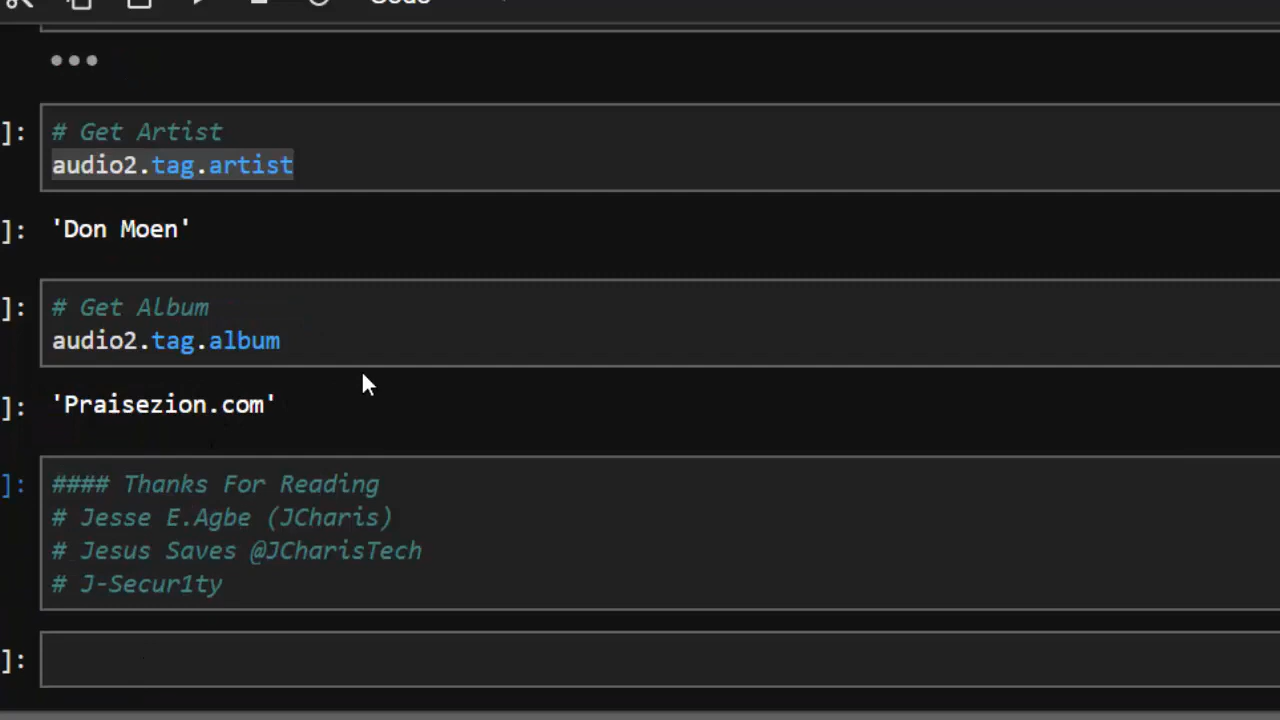 ]:
# Get Artist
audio2.tag.artist
]:
'Don Moen'
]:
# Get Album
audio2.tag.album
]:
'Praisezion.com'
]:
#### Thanks For Reading
# Jesse E.Agbe (JCharis)
# Jesus Saves @JCharisTech
# J-Secur1ty
]: